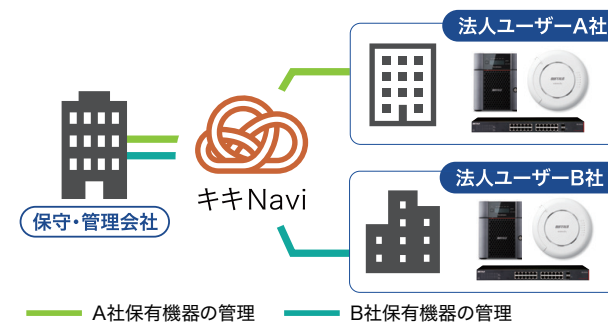 法人ユーザーA社
BUFFALO
キキNavi
保守・管理会社
法人ユーザーB社
BUFFALO
A社保有機器の管理
B社保有機器の管理